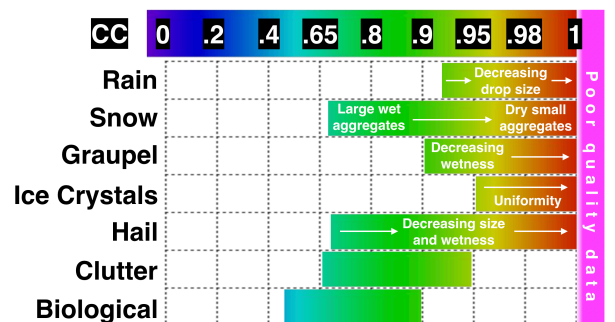 CC 0 .2 .4 .65 .8 .9 .95 .98 1
Rain
Decreasing
drop size
Snow
Large wet
aggregates
Dry small
aggregates
Graupel
Decreasing
wetness
Ice Crystals
Uniformity
Hail
Decreasing size
and wetness
Clutter
Biological
Poor quality data